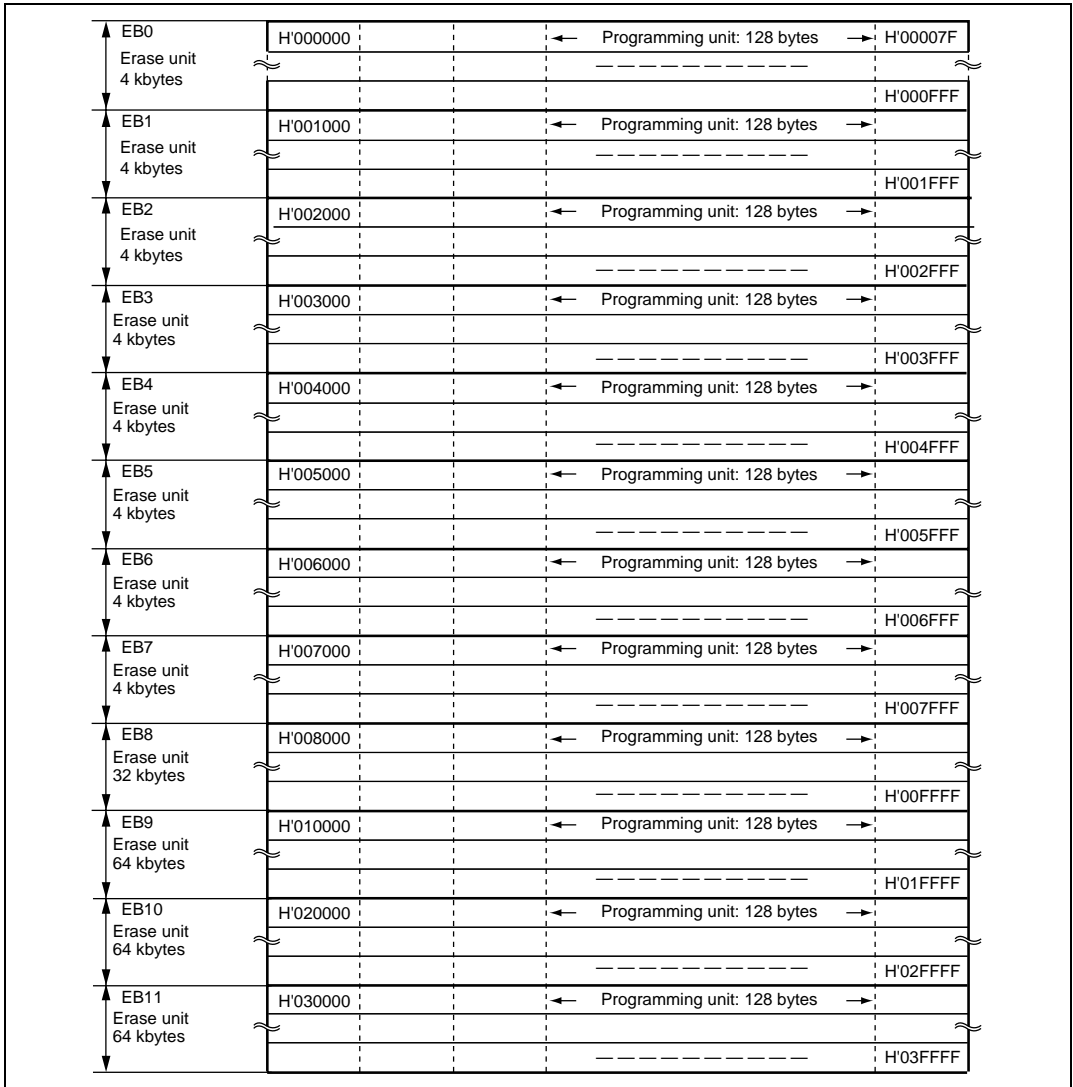 EB0
Erase unit
4 kbytes
H'000000 ← Programming unit: 128 bytes → H'00007F
H'000FFF
EB1
Erase unit
4 kbytes
H'001000 ← Programming unit: 128 bytes →
H'001FFF
EB2
Erase unit
4 kbytes
H'002000 ← Programming unit: 128 bytes →
H'002FFF
EB3
Erase unit
4 kbytes
H'003000 ← Programming unit: 128 bytes →
H'003FFF
EB4
Erase unit
4 kbytes
H'004000 ← Programming unit: 128 bytes →
H'004FFF
EB5
Erase unit
4 kbytes
H'005000 ← Programming unit: 128 bytes →
H'005FFF
EB6
Erase unit
4 kbytes
H'006000 ← Programming unit: 128 bytes →
H'006FFF
EB7
Erase unit
4 kbytes
H'007000 ← Programming unit: 128 bytes →
H'007FFF
EB8
Erase unit
32 kbytes
H'008000 ← Programming unit: 128 bytes →
H'00FFFF
EB9
Erase unit
64 kbytes
H'010000 ← Programming unit: 128 bytes →
H'01FFFF
EB10
Erase unit
64 kbytes
H'020000 ← Programming unit: 128 bytes →
H'02FFFF
EB11
Erase unit
64 kbytes
H'030000 ← Programming unit: 128 bytes →
H'03FFFF